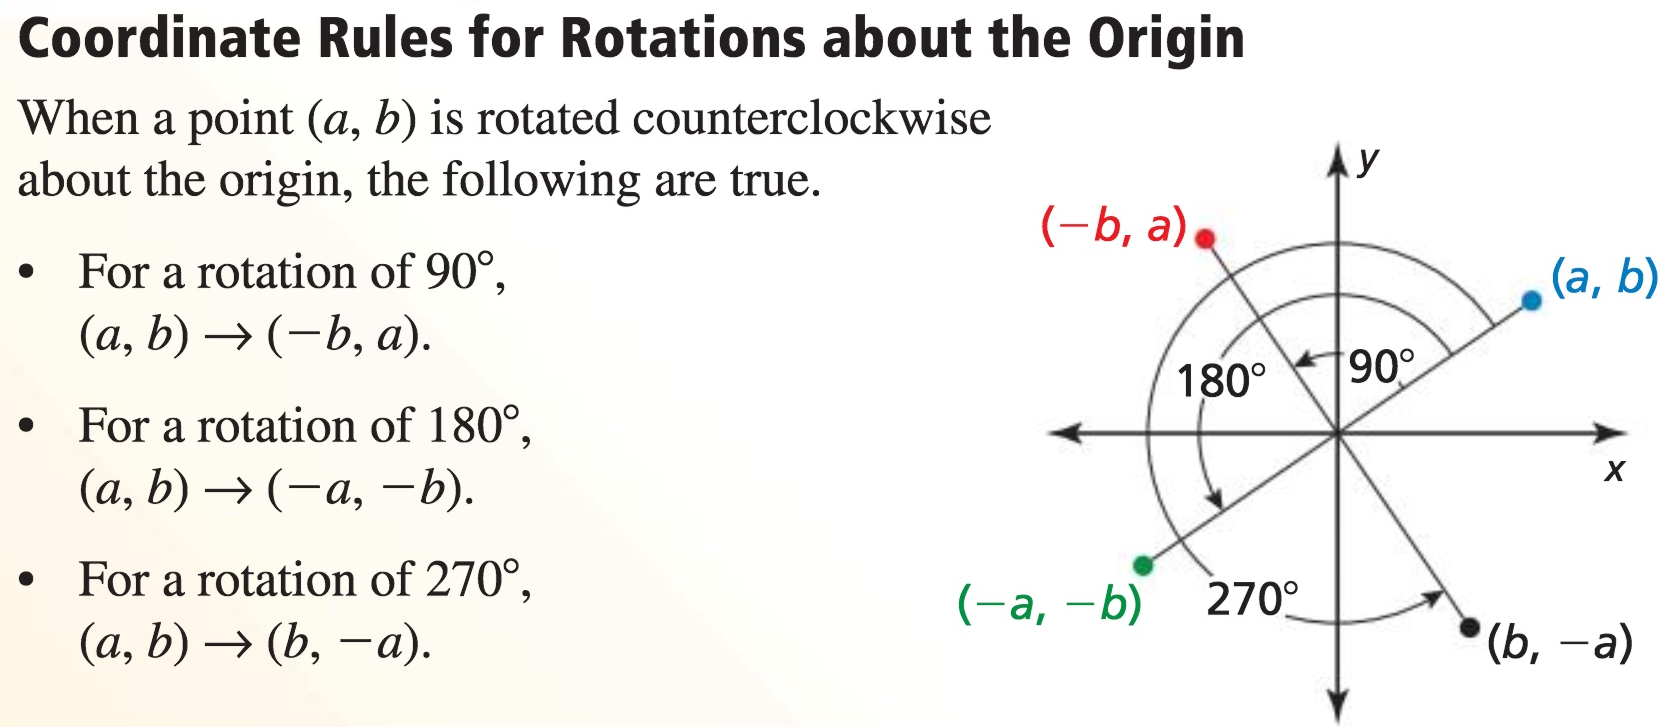 Coordinate Rules for Rotations about the Origin
When a point (a, b) is rotated counterclockwise
about the origin, the following are true.
• For a rotation of 90°,
(a, b) → (−b, a).
• For a rotation of 180°,
(a, b) → (−a, −b).
• For a rotation of 270°,
(a, b) → (b, −a).
y
(−b, a)
(a, b)
90°
180°
x
(−a, −b)
270°
(b, −a)